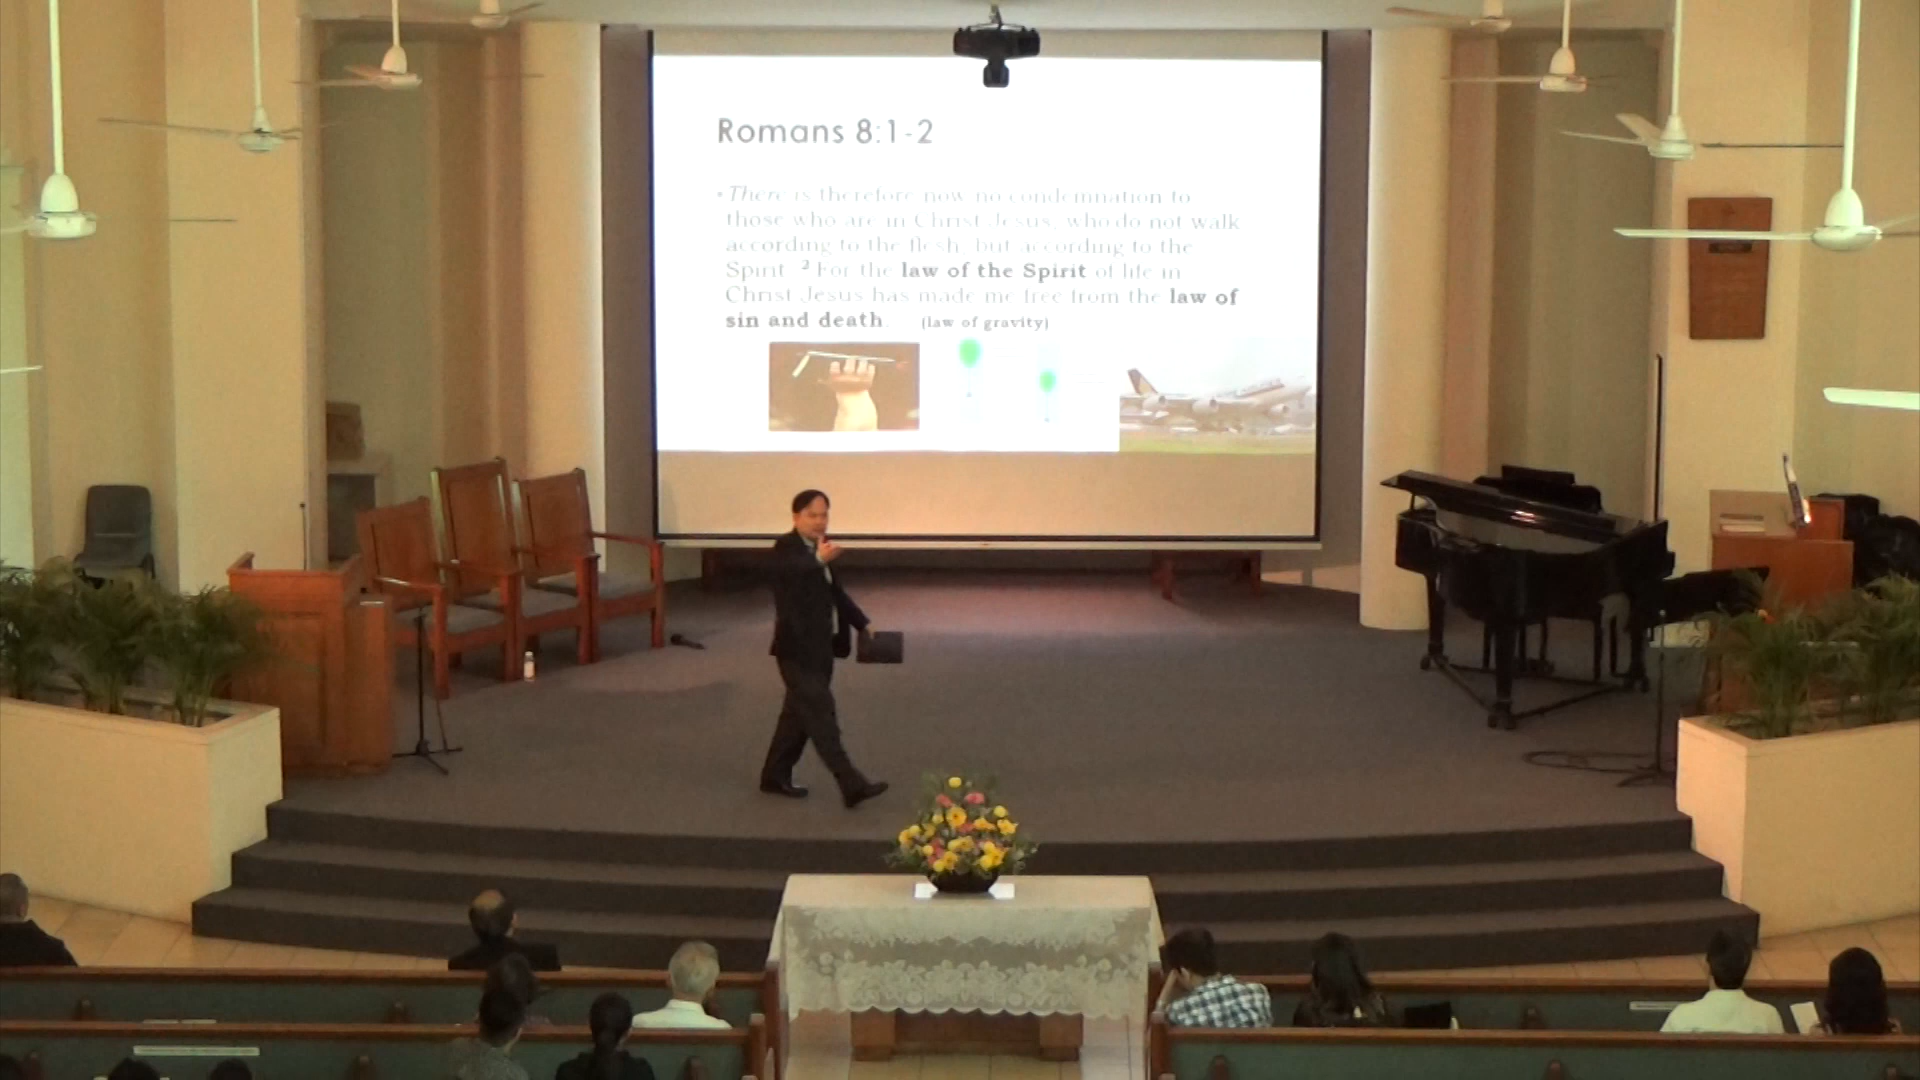 Romans 8:1-2
• There is therefore now no condemnation to
those who are in Christ Jesus, who do not walk
according to the flesh, but according to the
Spirit. ² For the law of the Spirit of life in
Christ Jesus has made me free from the law of
sin and death. (law of gravity)